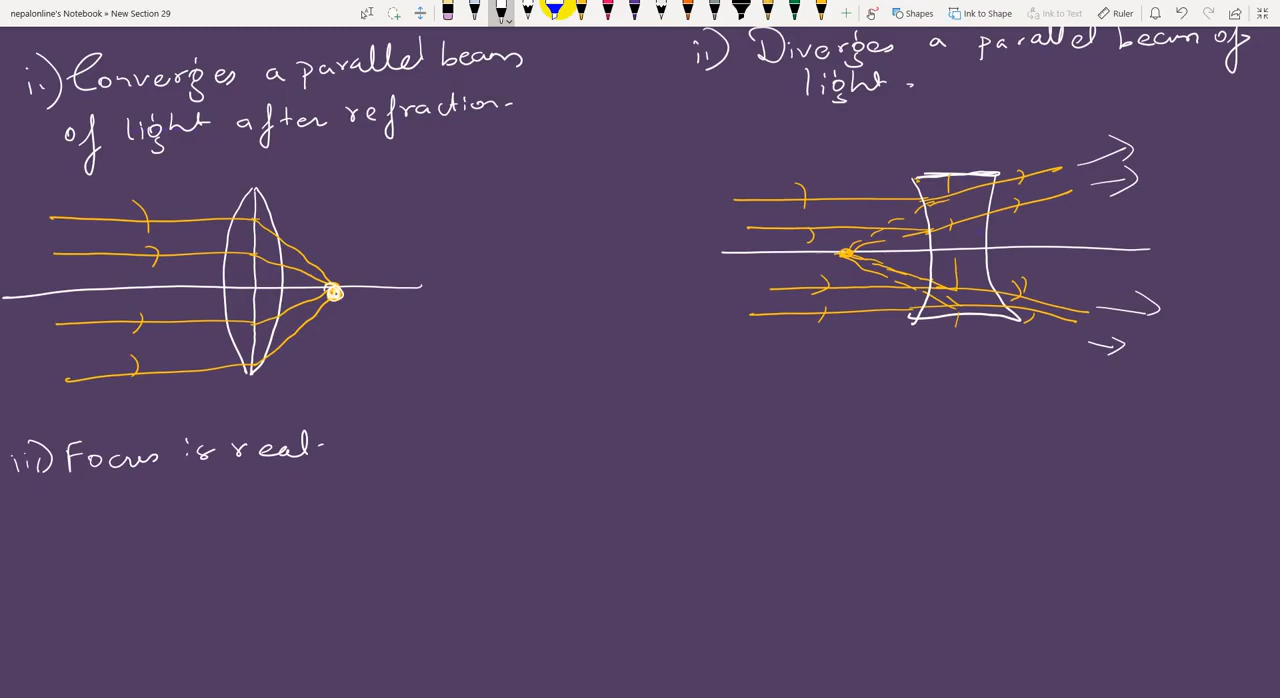 nepalonline's Notebook » New Section 29
Shapes
Ink to Shape
Ink to Text
Ruler
i.) Converges a parallel beam
of light after refraction.
ii) Diverges a parallel beam of
light.
iii) Focus is real.